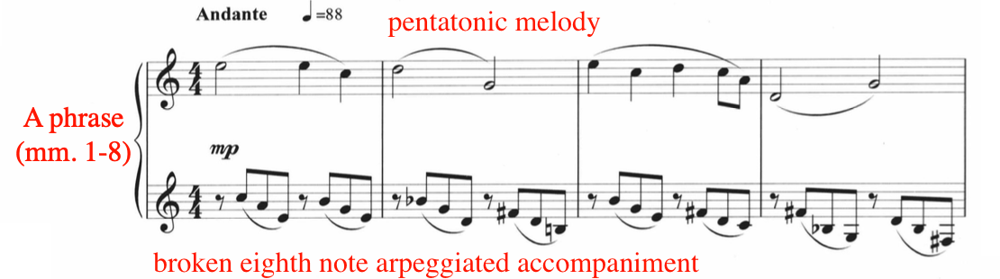 Andante ♩=88
pentatonic melody
A phrase
(mm. 1-8)
mp
broken eighth note arpeggiated accompaniment